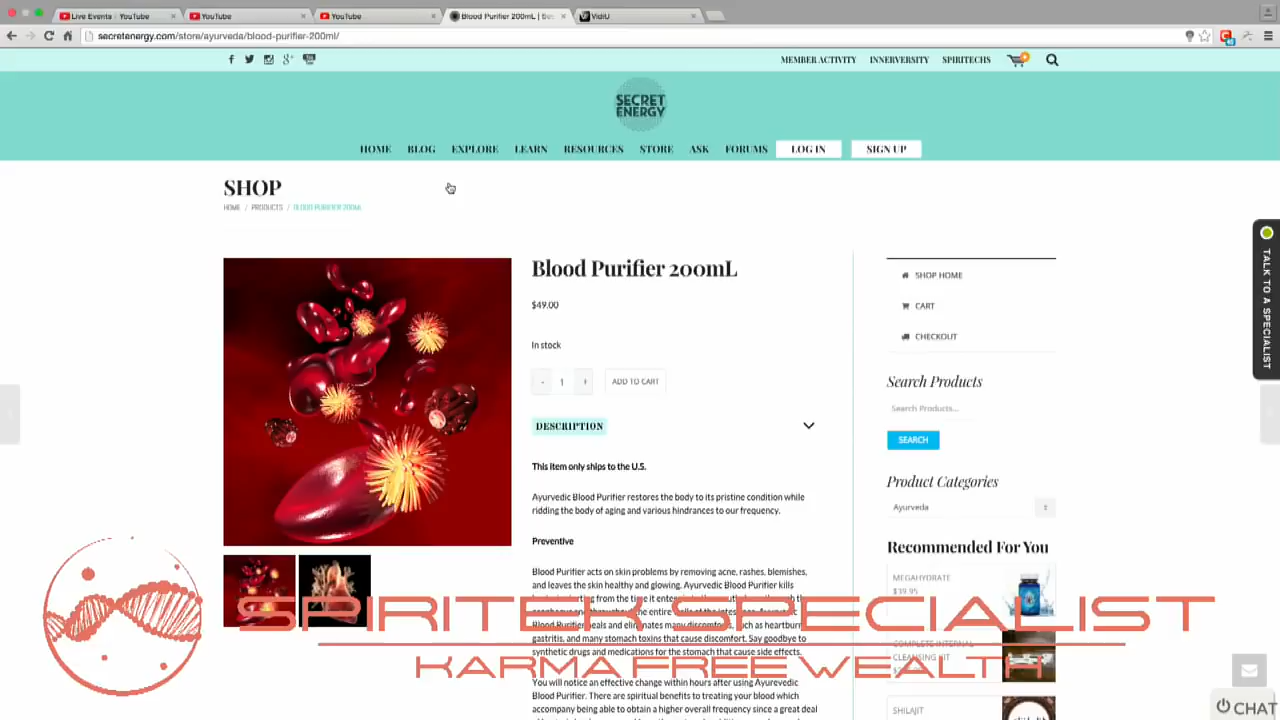 Live Events - YouTube
YouTube
YouTube
VidiU
secretenergy.com/store/ayurveda/blood-purifier-200ml/
MEMBER ACTIVITY INNERVERSITY SPIRITECHS
SECRET
ENERGY
HOME BLOG EXPLORE LEARN RESOURCES STORE ASK FORUMS LOG IN SIGN UP
SHOP
HOME / PRODUCTS / BLOOD PURIFIER 200ML
Blood Purifier 200mL
$49.00
In stock
- 1 +
ADD TO CART
DESCRIPTION
This item only ships to the U.S.
Ayurvedic Blood Purifier restores the body to its pristine condition while
ridding the body of aging and various hindrances to our frequency.
Preventive
Blood Purifier acts on skin problems by removing acne, rashes, blemishes,
and leaves the skin healthy and glowing. Ayurvedic Blood Purifier kills
gastritis, and many stomach toxins that cause discomfort. Say goodbye to
synthetic drugs and medications for the stomach that cause side effects.
You will notice an effective change within hours after using Ayurevedic
Blood Purifier. There are spiritual benefits to treating your blood which
accompany being able to obtain a higher overall frequency since a great deal
SHOP HOME
CART
CHECKOUT
Search Products
Search Products...
SEARCH
Product Categories
Ayurveda
Recommended For You
MEGAHYDRATE
$39.95
COMPLETE INTERNAL
CLEANSING KIT
SHILAJIT
TALK TO A SPECIALIST
SPIRITEK SPECIALIST
KARMA FREE WEALTH
CHAT